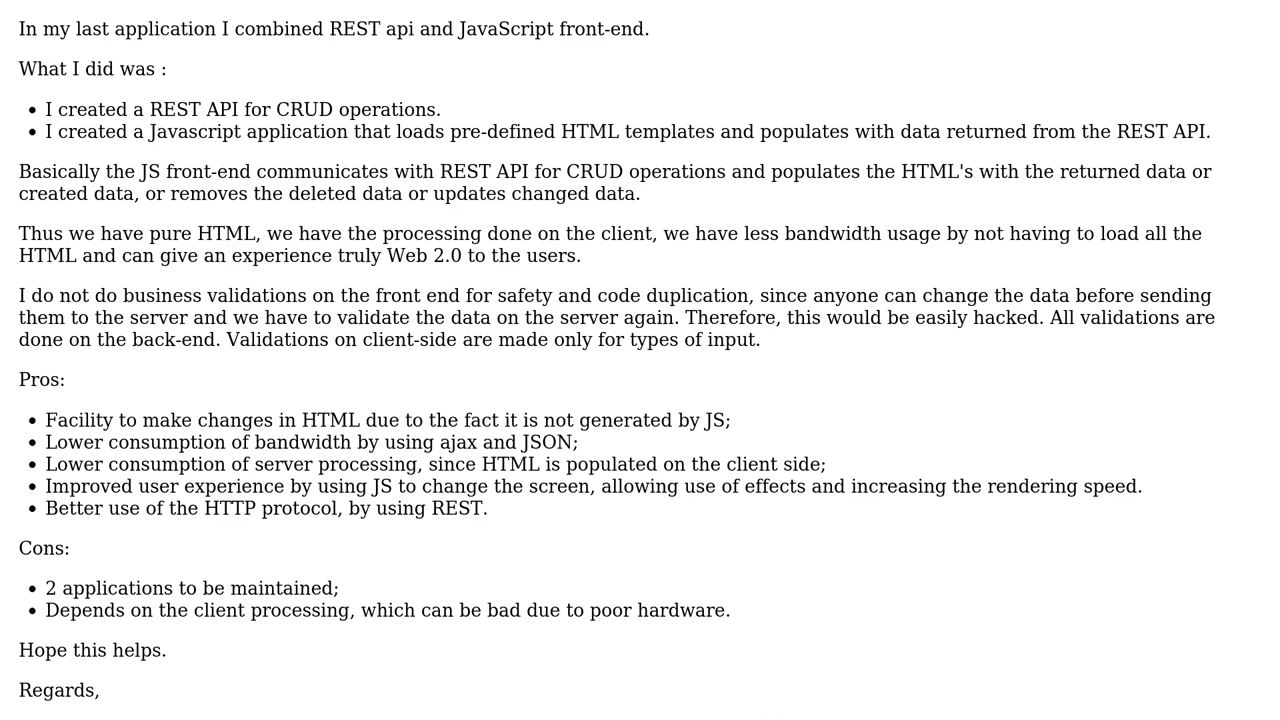 In my last application I combined REST api and JavaScript front-end.
What I did was :
• I created a REST API for CRUD operations.
• I created a Javascript application that loads pre-defined HTML templates and populates with data returned from the REST API.
Basically the JS front-end communicates with REST API for CRUD operations and populates the HTML's with the returned data or
created data, or removes the deleted data or updates changed data.
Thus we have pure HTML, we have the processing done on the client, we have less bandwidth usage by not having to load all the
HTML and can give an experience truly Web 2.0 to the users.
I do not do business validations on the front end for safety and code duplication, since anyone can change the data before sending
them to the server and we have to validate the data on the server again. Therefore, this would be easily hacked. All validations are
done on the back-end. Validations on client-side are made only for types of input.
Pros:
• Facility to make changes in HTML due to the fact it is not generated by JS;
• Lower consumption of bandwidth by using ajax and JSON;
• Lower consumption of server processing, since HTML is populated on the client side;
• Improved user experience by using JS to change the screen, allowing use of effects and increasing the rendering speed.
• Better use of the HTTP protocol, by using REST.
Cons:
• 2 applications to be maintained;
• Depends on the client processing, which can be bad due to poor hardware.
Hope this helps.
Regards,